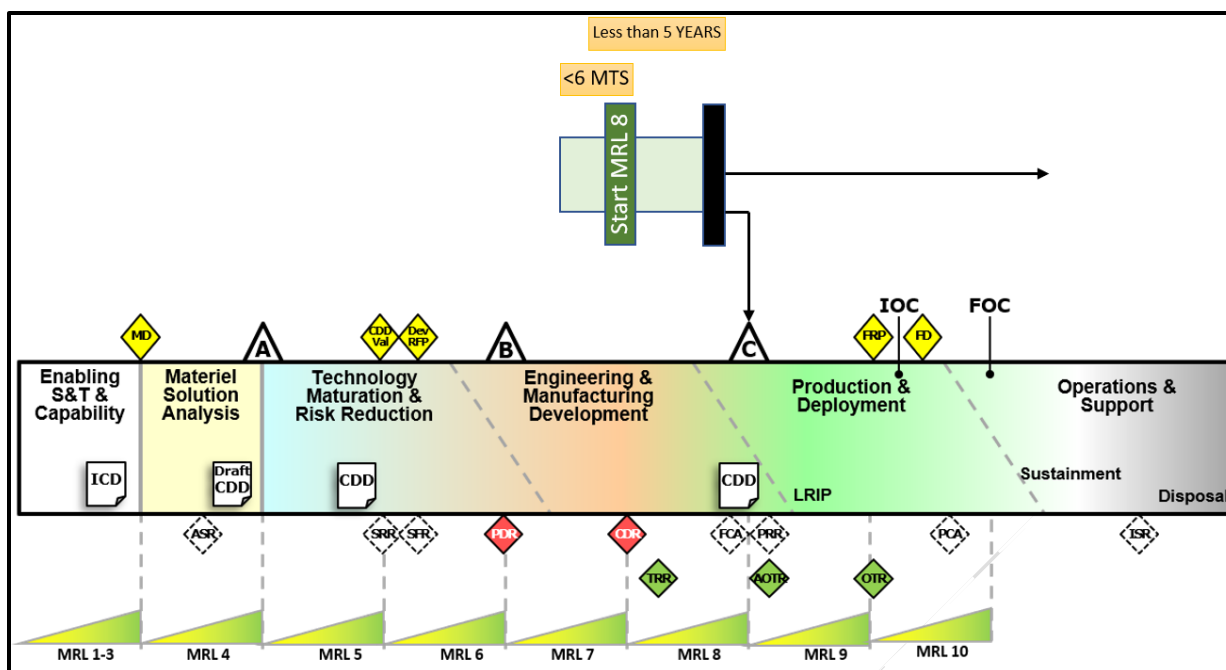 Less than 5 YEARS
<6 MTS
Start MRL 8
IOC
FOC
MD
A
CDD
Val
Dev
RFP
B
C
FRP
FD
Enabling
S&T &
Capability
Materiel
Solution
Analysis
Technology
Maturation &
Risk Reduction
Engineering &
Manufacturing
Development
Production &
Deployment
Operations &
Support
ICD
Draft
CDD
CDD
CDD
LRIP
Sustainment
Disposal
ASR
SRR
SFR
PDR
CDR
FCA
PRR
PCA
ISR
TRR
AOTR
OTR
MRL 1-3
MRL 4
MRL 5
MRL 6
MRL 7
MRL 8
MRL 9
MRL 10